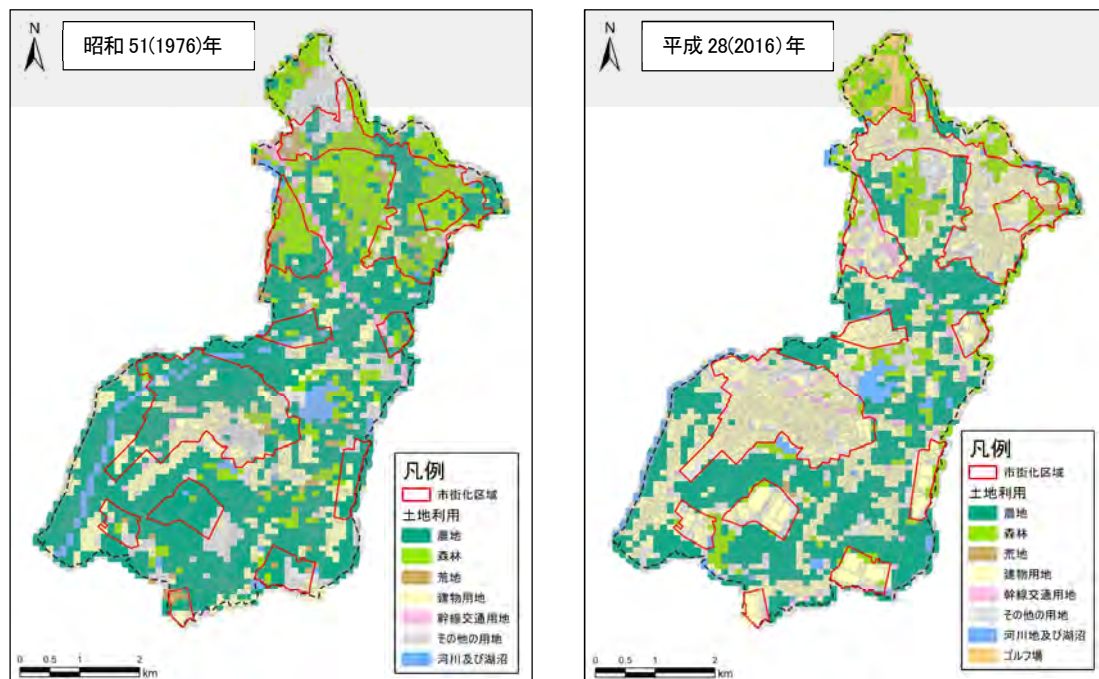 N
昭和 51(1976)年
凡例
市街化区域
土地利用
農地
森林
荒地
建物用地
幹線交通用地
その他の用地
河川及び湖沼
0 0.5 1 2
km
N
平成 28(2016)年
凡例
市街化区域
土地利用
農地
森林
荒地
建物用地
幹線交通用地
その他の用地
河川地及び湖沼
ゴルフ場
0 0.5 1 2
km